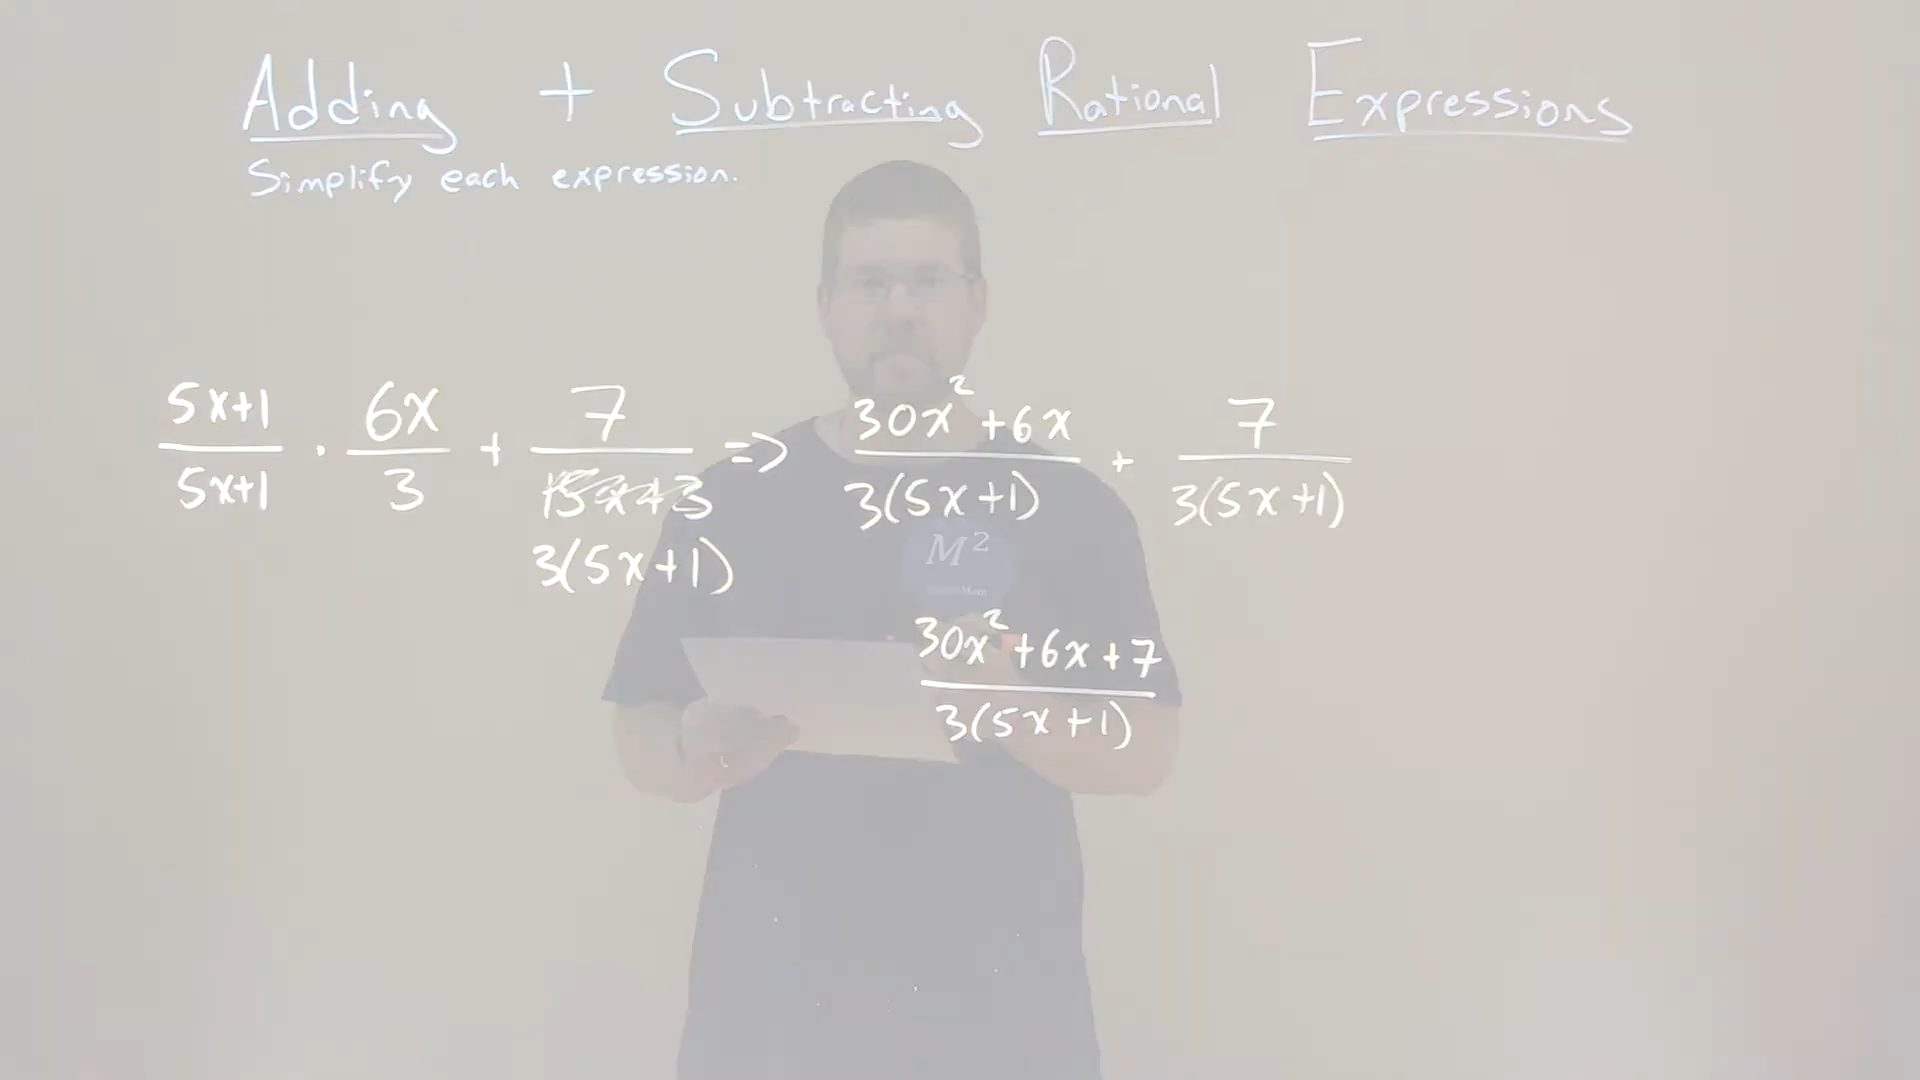 Adding + Subtracting Rational Expressions
Simplify each expression.
5x+1 / 5x+1 · 6x / 3 + 7 / 15x+3 => 30x² + 6x / 3(5x+1) + 7 / 3(5x+1)
3(5x+1)
M²
30x² + 6x + 7 / 3(5x+1)